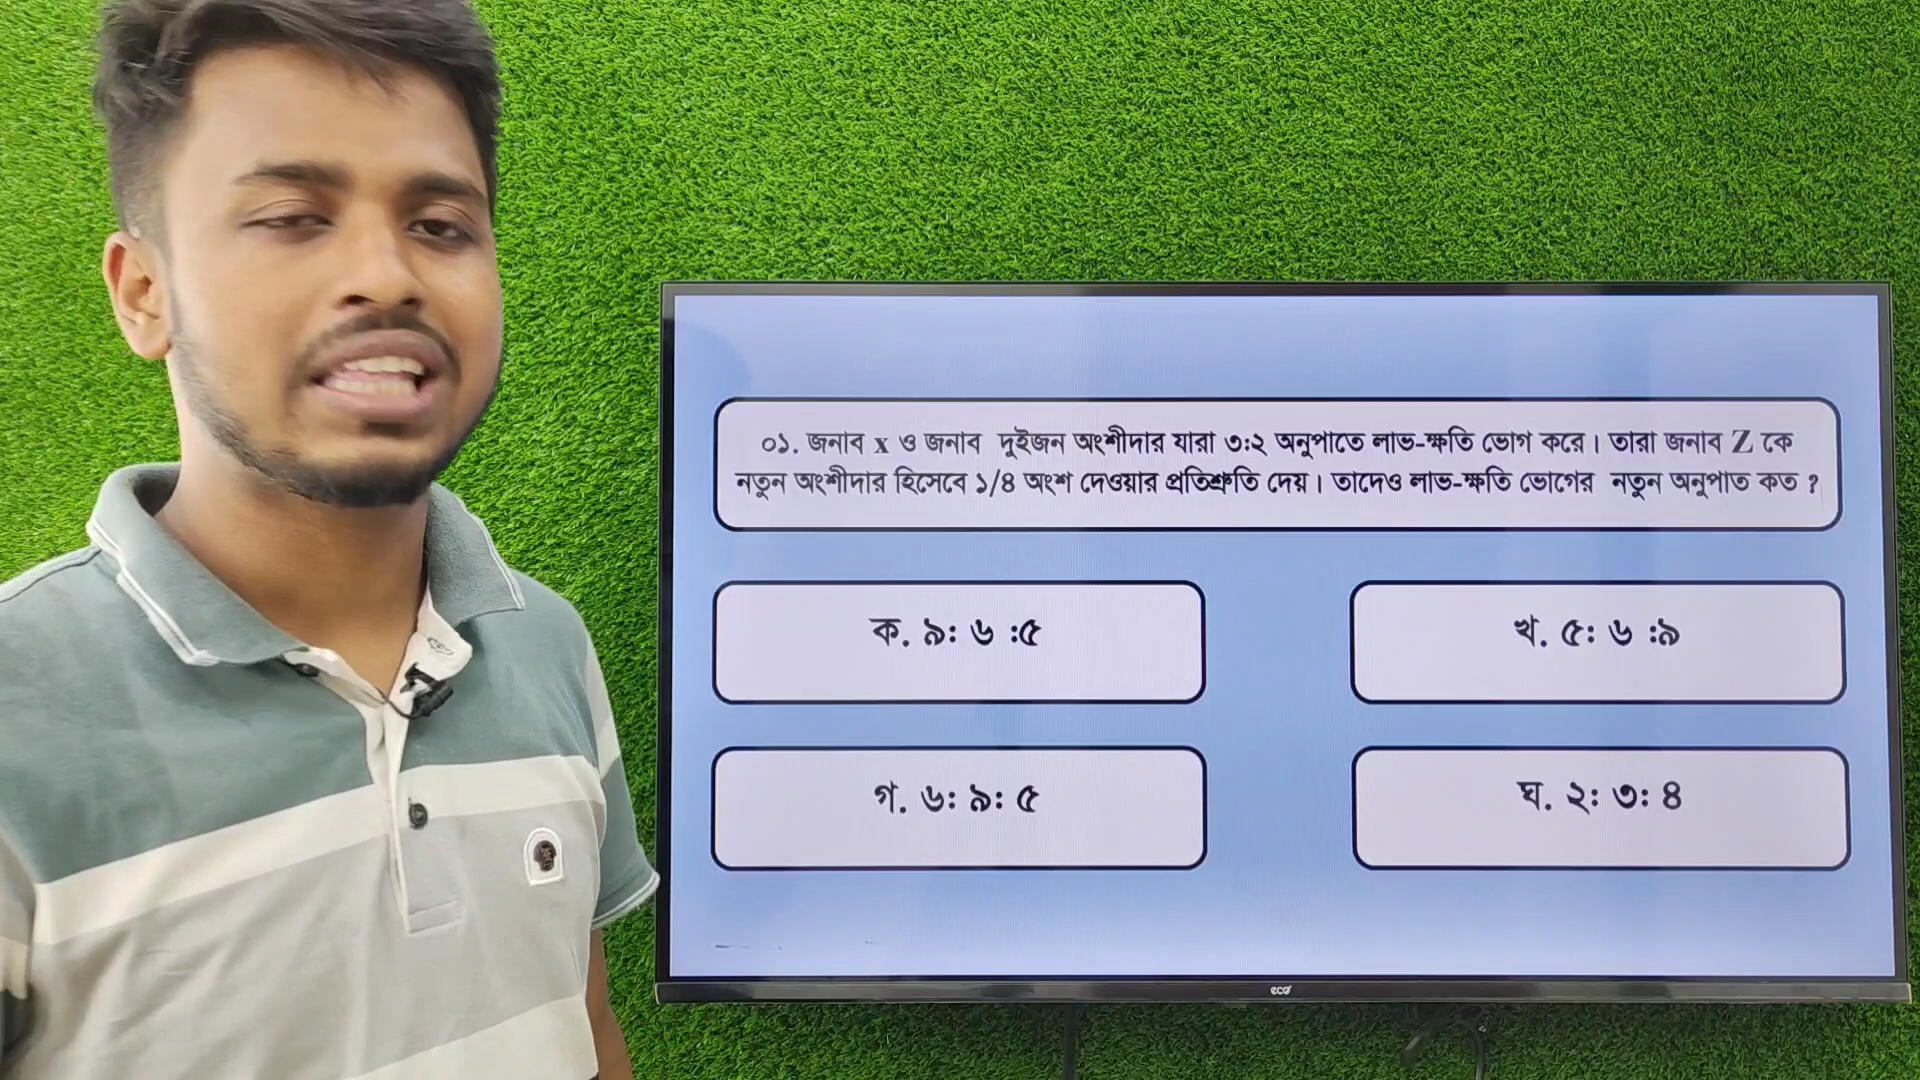 ০১. জনাব x ও জনাব দুইজন অংশীদার যারা ৩:২ অনুপাতে লাভ-ক্ষতি ভোগ করে। তারা জনাব Z কে
নতুন অংশীদার হিসেবে ১/৪ অংশ দেওয়ার প্রতিশ্রুতি দেয়। তাদেও লাভ-ক্ষতি ভোগের নতুন অনুপাত কত ?
ক. ৯: ৬ :৫
খ. ৫: ৬ :৯
গ. ৬: ৯: ৫
ঘ. ২: ৩: ৪
eco